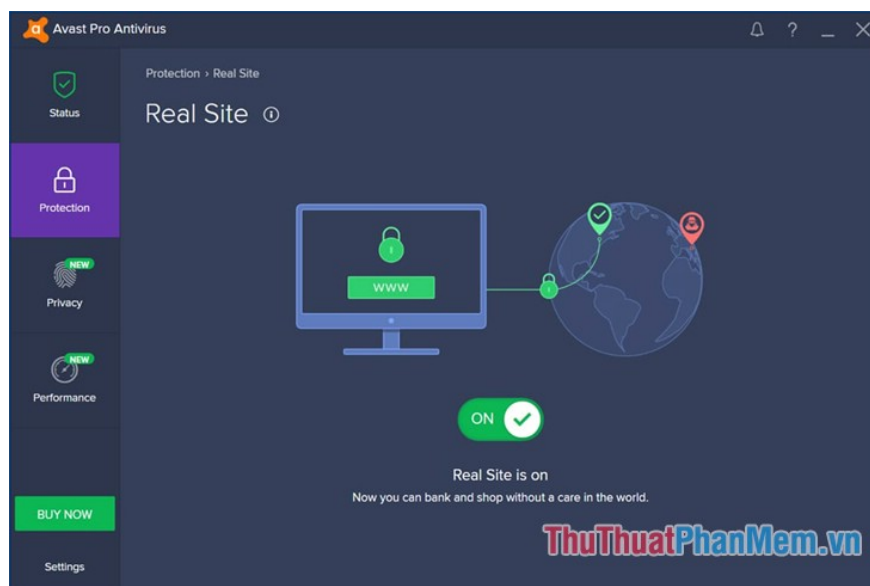 Avast Pro Antivirus
?
Protection › Real Site
Real Site
Status
Protection
NEW
Privacy
NEW
Performance
WWW
ON
Real Site is on
Now you can bank and shop without a care in the world.
BUY NOW
Settings
ThuThuatPhanMem.vn